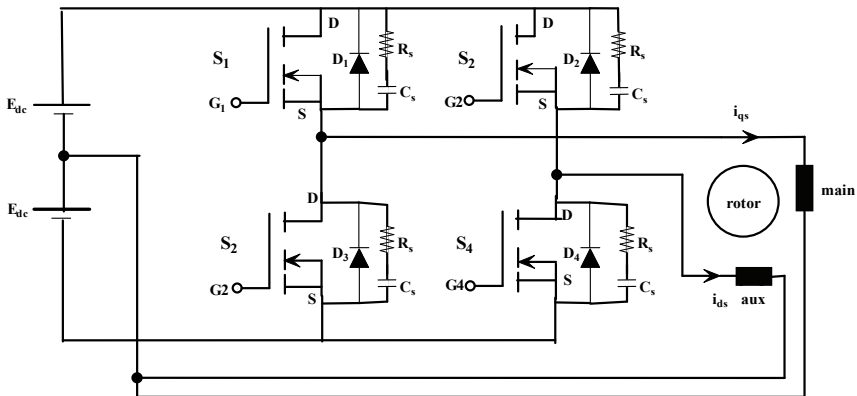 D
D
S1
D1
Rs
S2
D2
Rs
Edc
G1
S
Cs
G2
S
Cs
iqs
main
rotor
Edc
D
D
S2
D3
Rs
S4
D4
Rs
G2
S
Cs
G4
S
Cs
ids
aux